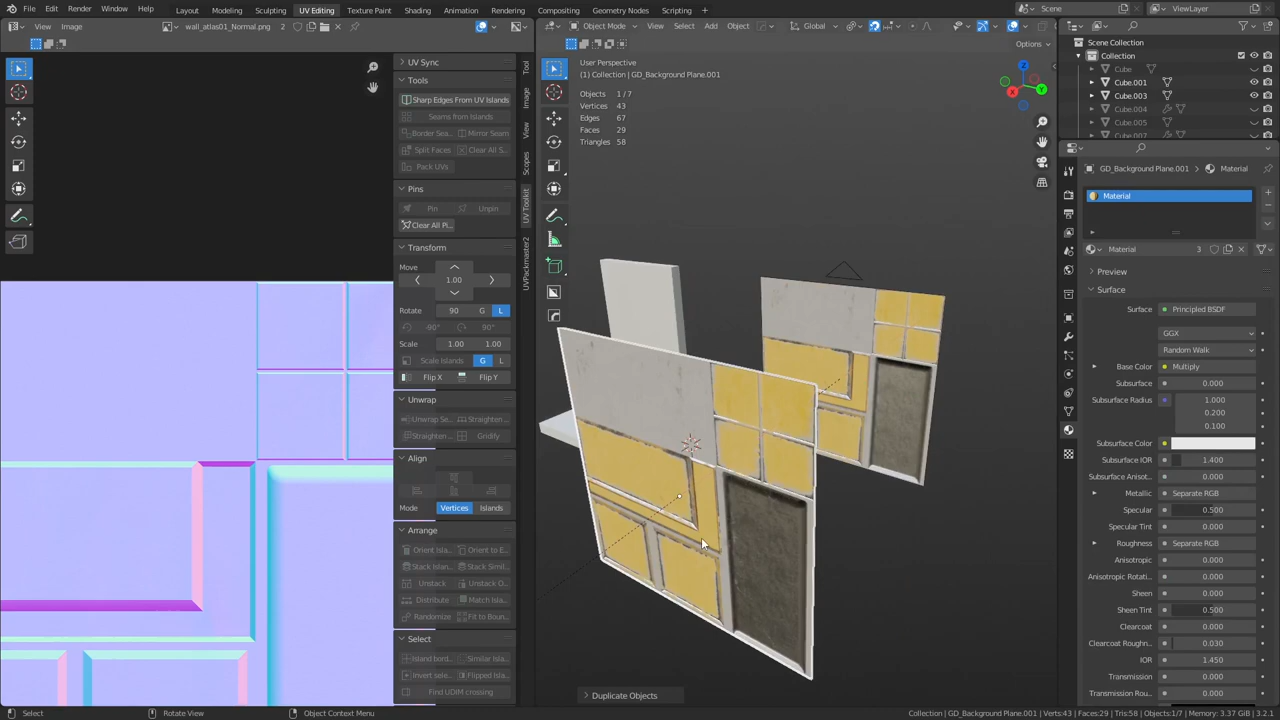 File Edit Render Window Help
Layout Modeling Sculpting UV Editing Texture Paint Shading Animation Rendering Compositing Geometry Nodes Scripting +
Scene
ViewLayer
View Image
wall_atlas01_Normal.png 2
Object Mode View Select Add Object
Global
Options
UV Sync
Tools
Sharp Edges From UV Islands
Seams from Islands
Border Sea... Mirror Seam
Split Faces Clear All S...
Pack UVs
Pins
Pin Unpin
Clear All Pi...
Transform
Move
1.00
Rotate 90 G L
-90° 90°
Scale 1.00 1.00
Scale Islands G L
Flip X Flip Y
Unwrap
Unwrap Se... Straighten...
Straighten ... Gridify
Align
Mode Vertices Islands
Arrange
Orient Isla... Orient to E...
Stack Islan... Stack Simil...
Unstack Unstack O...
Distribute Match Isla...
Randomize Fit to Boun...
Select
Island bord... Similar Isla...
Invert sele... Flipped Isla...
Find UDIM crossing
Tool
Image
View
Scopes
UV Toolkit
UVPackmaster2
User Perspective
(1) Collection | GD_Background Plane.001
Objects 1/7
Vertices 43
Edges 67
Faces 29
Triangles 58
Z
Y
X
Duplicate Objects
Scene Collection
Collection
Cube
Cube.001
Cube.003
Cube.004
Cube.005
Cube.007
GD_Background Plane.001 Material
Material
Material 3
Preview
Surface
Surface Principled BSDF
GGX
Random Walk
Base Color Multiply
Subsurface 0.000
Subsurface Radius 1.000
0.200
0.100
Subsurface Color
Subsurface IOR 1.400
Subsurface Anisot... 0.000
Metallic Separate RGB
Specular 0.500
Specular Tint 0.000
Roughness Separate RGB
Anisotropic 0.000
Anisotropic Rotati... 0.000
Sheen 0.000
Sheen Tint 0.500
Clearcoat 0.000
Clearcoat Roughn... 0.030
IOR 1.450
Transmission 0.000
Transmission Rou... 0.000
Select Rotate View Object Context Menu
Collection | GD_Background Plane.001 | Verts:43 | Faces:29 | Tris:58 | Objects:1/7 | Memory: 3.37 GiB | 3.2.1